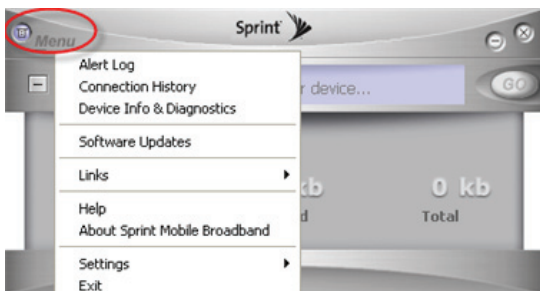 Menu
Sprint
Alert Log
Connection History
Device Info & Diagnostics
Software Updates
Links
Help
About Sprint Mobile Broadband
Settings
Exit
device...
GO
kb
0 kb
Total